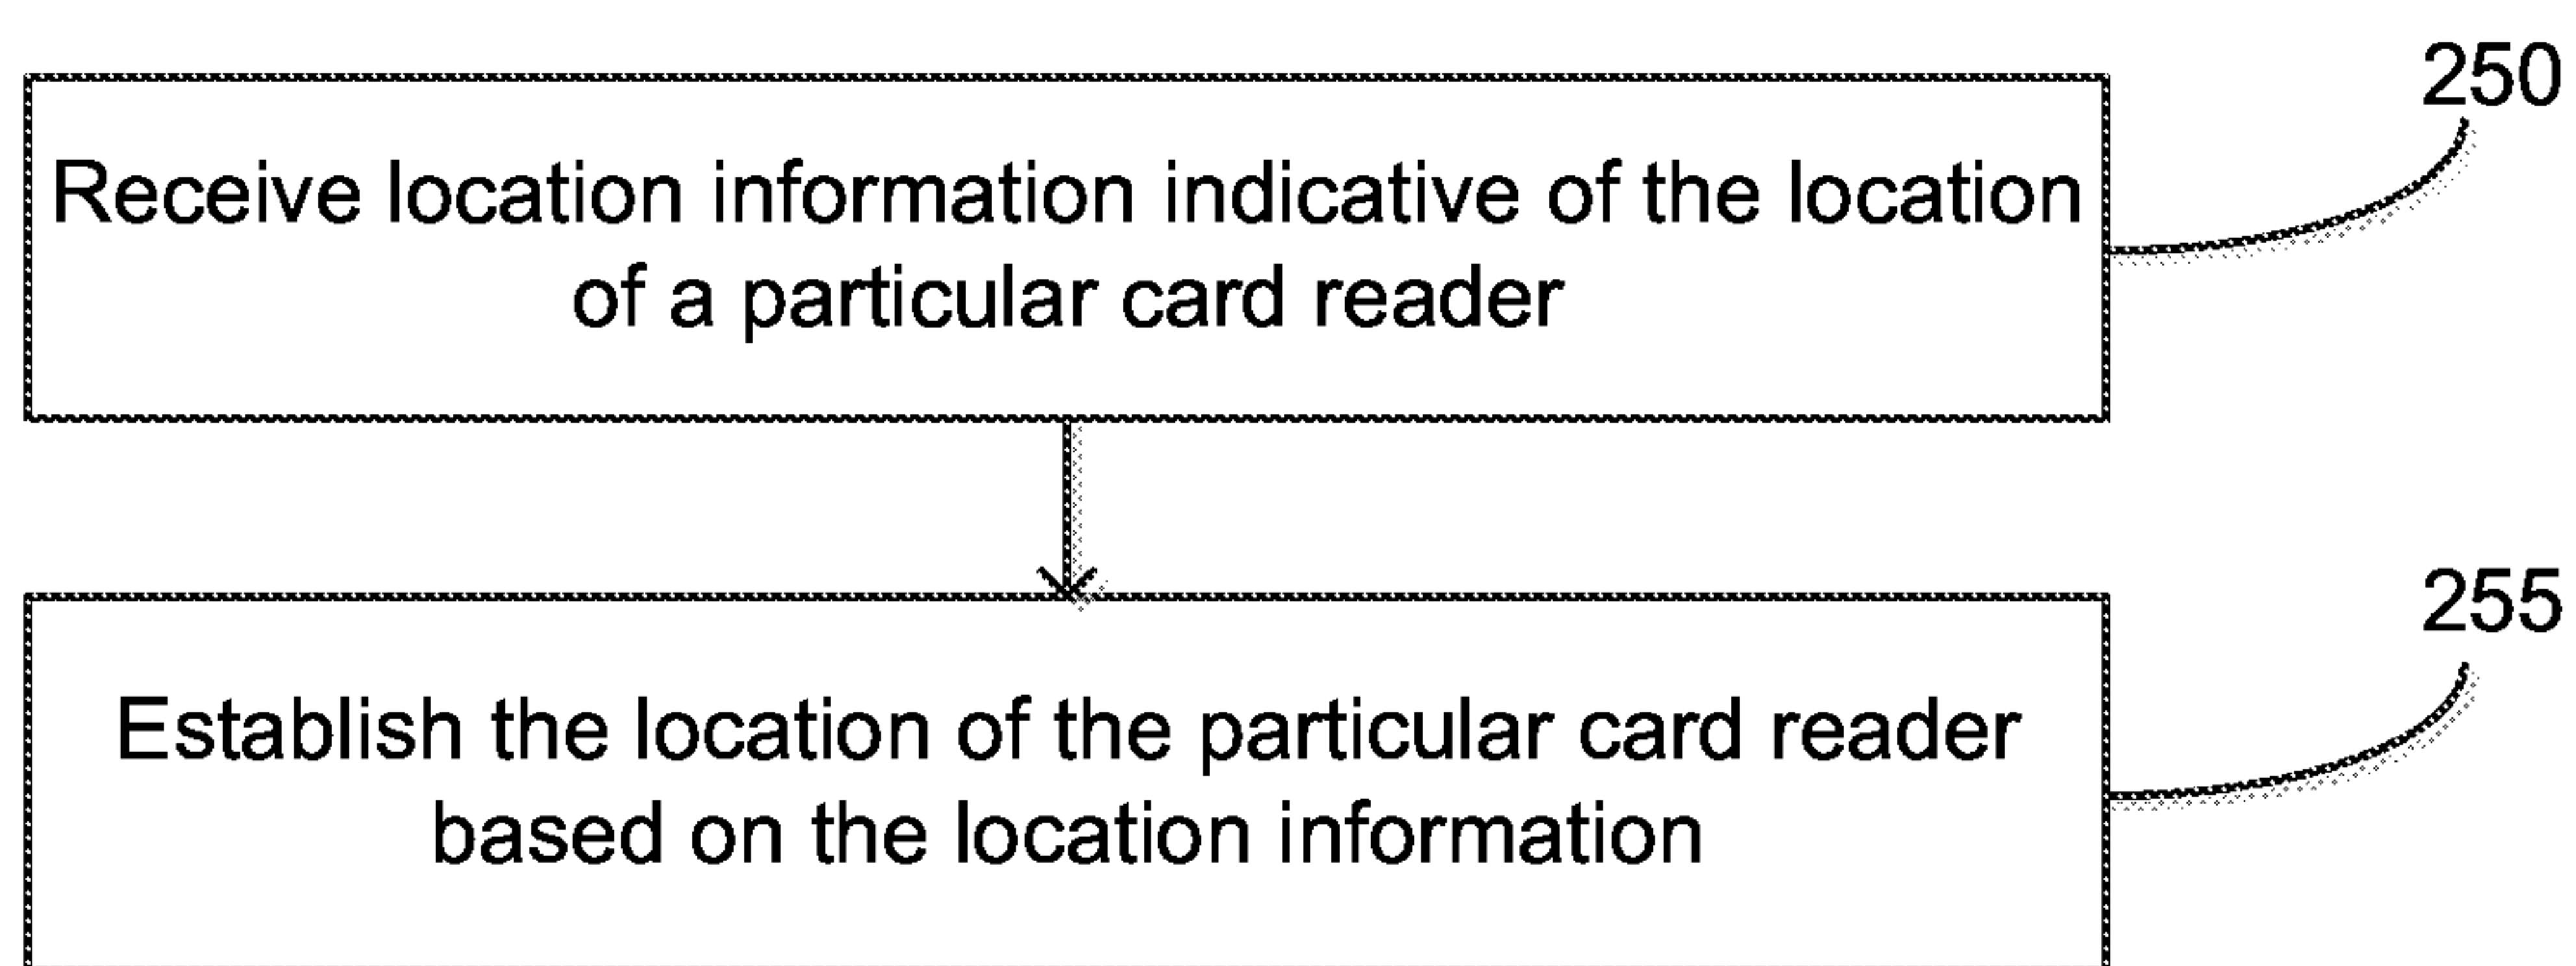 250
Receive location information indicative of the location
of a particular card reader
255
Establish the location of the particular card reader
based on the location information